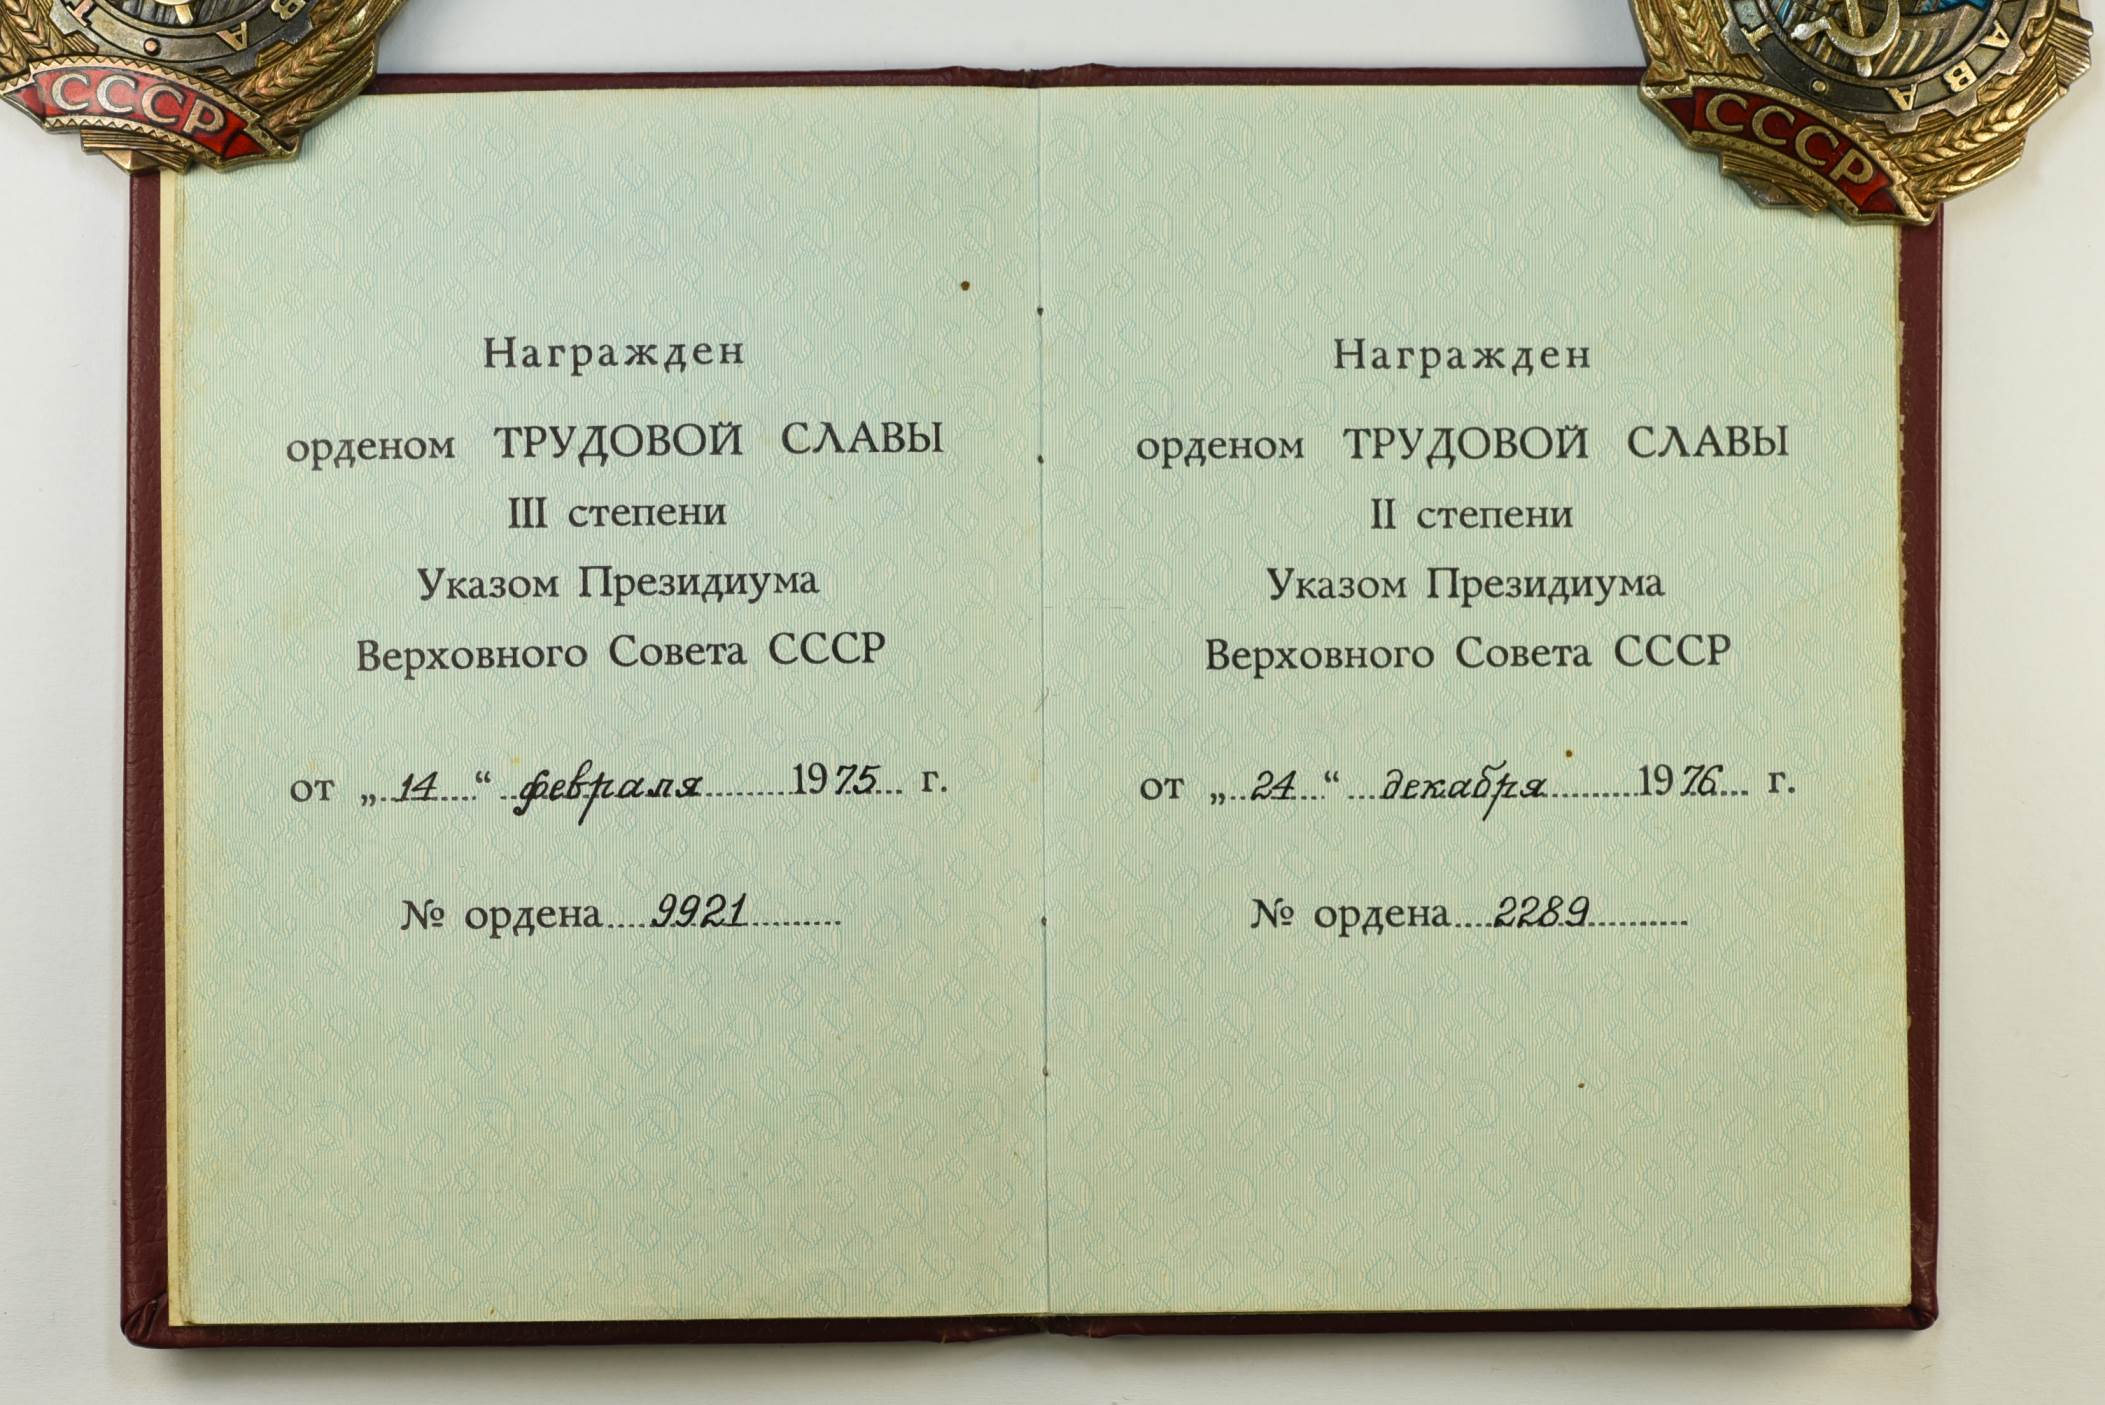 СССР
СССР
Награжден
орденом ТРУДОВОЙ СЛАВЫ
III степени
Указом Президиума
Верховного Совета СССР
от „14“ февраля 1975 г.
№ ордена 9921
Награжден
орденом ТРУДОВОЙ СЛАВЫ
II степени
Указом Президиума
Верховного Совета СССР
от „24“ декабря 1976 г.
№ ордена 2289